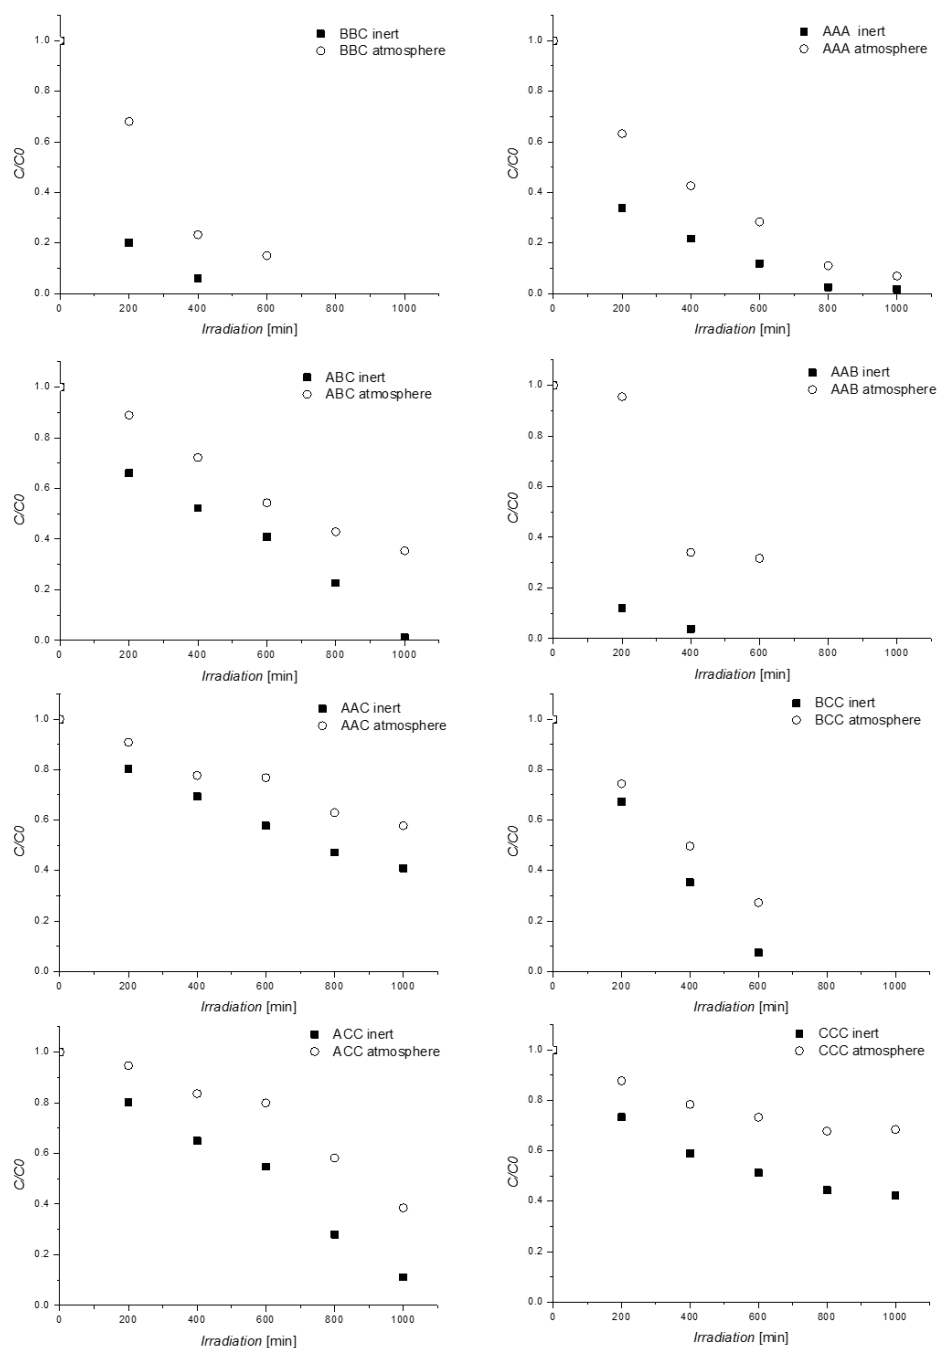 BBC inert
BBC atmosphere
1.0
0.8
0.6
0.4
0.2
0.0
C/C0
0 200 400 600 800 1000
Irradiation [min]
AAA inert
AAA atmosphere
1.0
0.8
0.6
0.4
0.2
0.0
C/C0
0 200 400 600 800 1000
Irradiation [min]
ABC inert
ABC atmosphere
1.0
0.8
0.6
0.4
0.2
0.0
C/C0
0 200 400 600 800 1000
Irradiation [min]
AAB inert
AAB atmosphere
1.0
0.8
0.6
0.4
0.2
0.0
C/C0
0 200 400 600 800 1000
Irradiation [min]
AAC inert
AAC atmosphere
1.0
0.8
0.6
0.4
0.2
0.0
C/C0
0 200 400 600 800 1000
Irradiation [min]
BCC inert
BCC atmosphere
1.0
0.8
0.6
0.4
0.2
0.0
C/C0
0 200 400 600 800 1000
Irradiation [min]
ACC inert
ACC atmosphere
1.0
0.8
0.6
0.4
0.2
0.0
C/C0
0 200 400 600 800 1000
Irradiation [min]
CCC inert
CCC atmosphere
1.0
0.8
0.6
0.4
0.2
0.0
C/C0
0 200 400 600 800 1000
Irradiation [min]